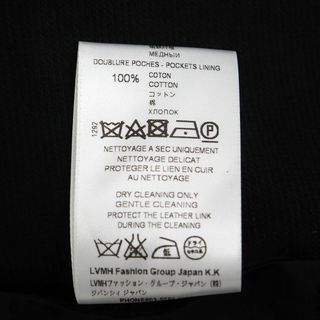 МЕДНЫЙ
DOUBLURE POCHES - POCKETS LINING
100% COTON
COTTON
コットン
棉
ХЛОПОК
1292
P
NETTOYAGE A SEC UNIQUEMENT
NETTOYAGE DELICAT
PROTEGER LE LIEN EN CUIR
AU NETTOYAGE
DRY CLEANING ONLY
GENTLE CLEANING
PROTECT THE LEATHER LINK
DURING THE CLEANING
ドライ
LVMH Fashion Group Japan K.K
LVMHファッション・グループ・ジャパン(株)
ジバンシィ ジャパン